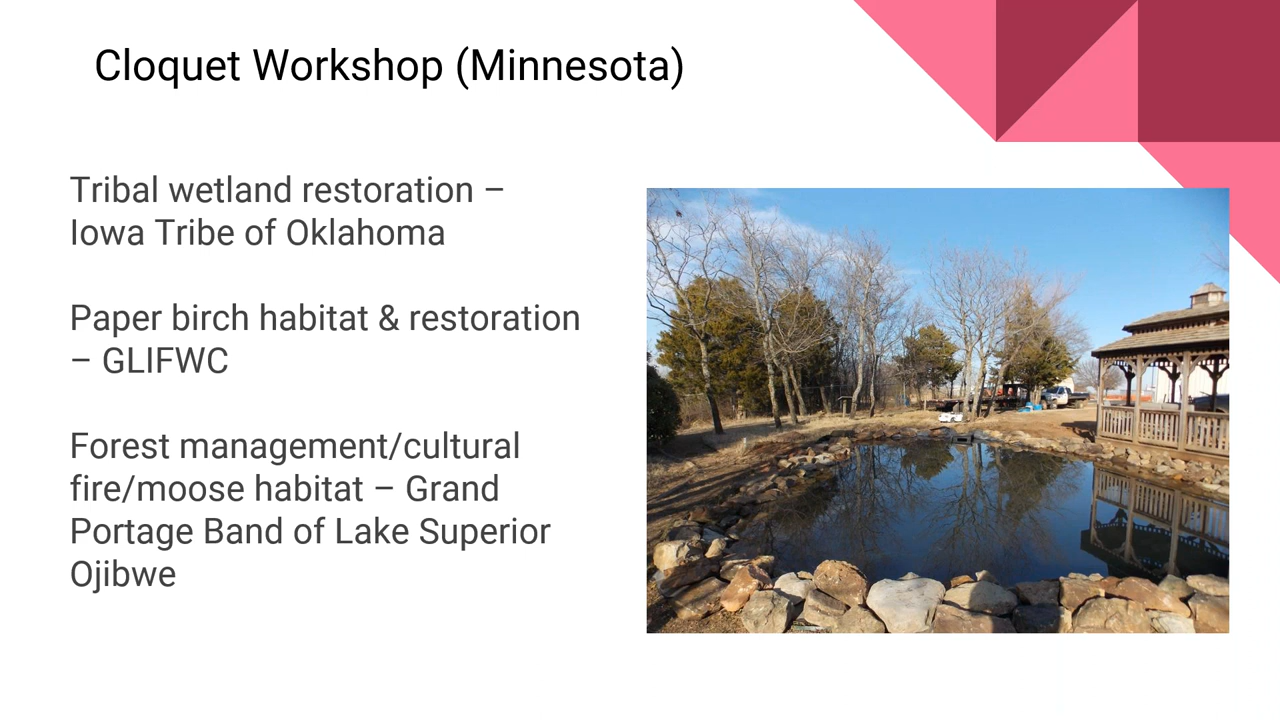 Cloquet Workshop (Minnesota)
Tribal wetland restoration –
Iowa Tribe of Oklahoma
Paper birch habitat & restoration
– GLIFWC
Forest management/cultural
fire/moose habitat – Grand
Portage Band of Lake Superior
Ojibwe